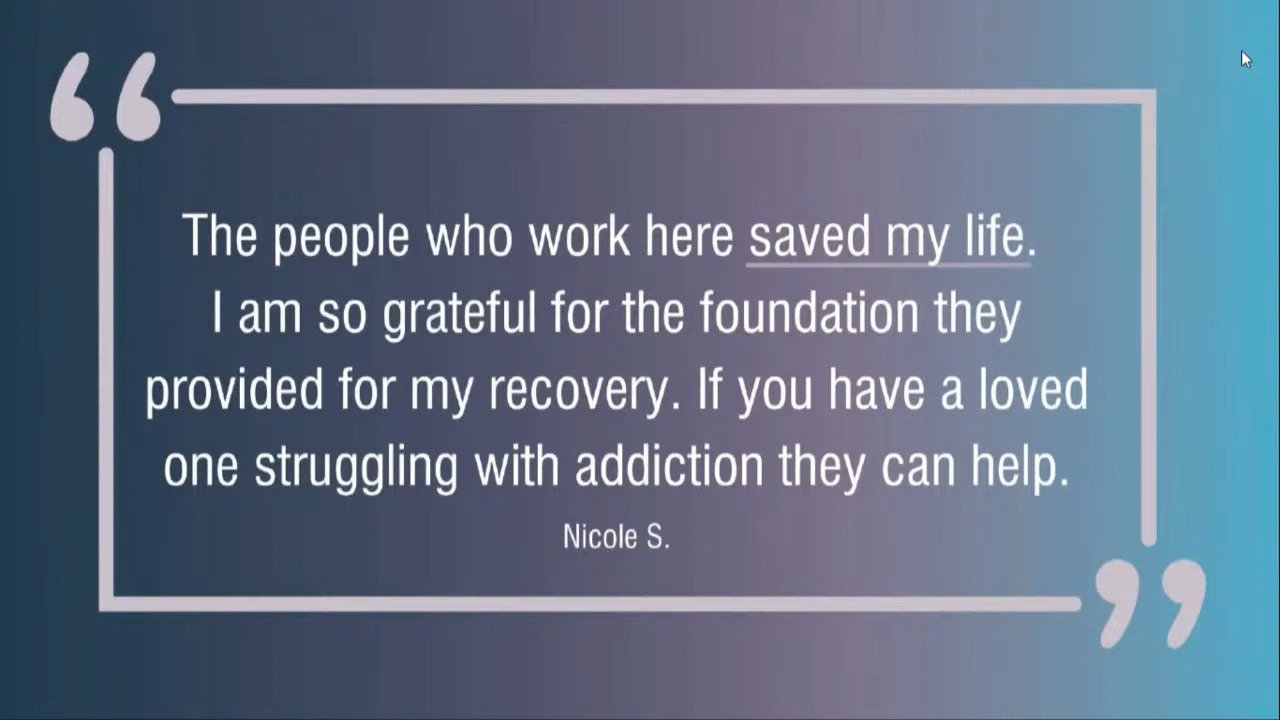 The people who work here saved my life.
I am so grateful for the foundation they
provided for my recovery. If you have a loved
one struggling with addiction they can help.
Nicole S.